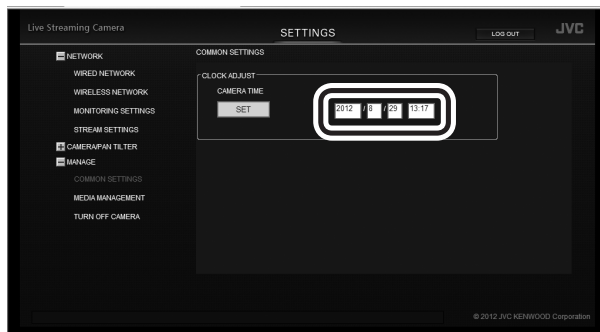 Live Streaming Camera
SETTINGS
LOG OUT
JVC
NETWORK
WIRED NETWORK
WIRELESS NETWORK
MONITORING SETTINGS
STREAM SETTINGS
CAMERA/PAN TILTER
MANAGE
COMMON SETTINGS
MEDIA MANAGEMENT
TURN OFF CAMERA
COMMON SETTINGS
CLOCK ADJUST
CAMERA TIME
SET
2012 / 8 / 29 13:17
© 2012 JVC KENWOOD Corporation